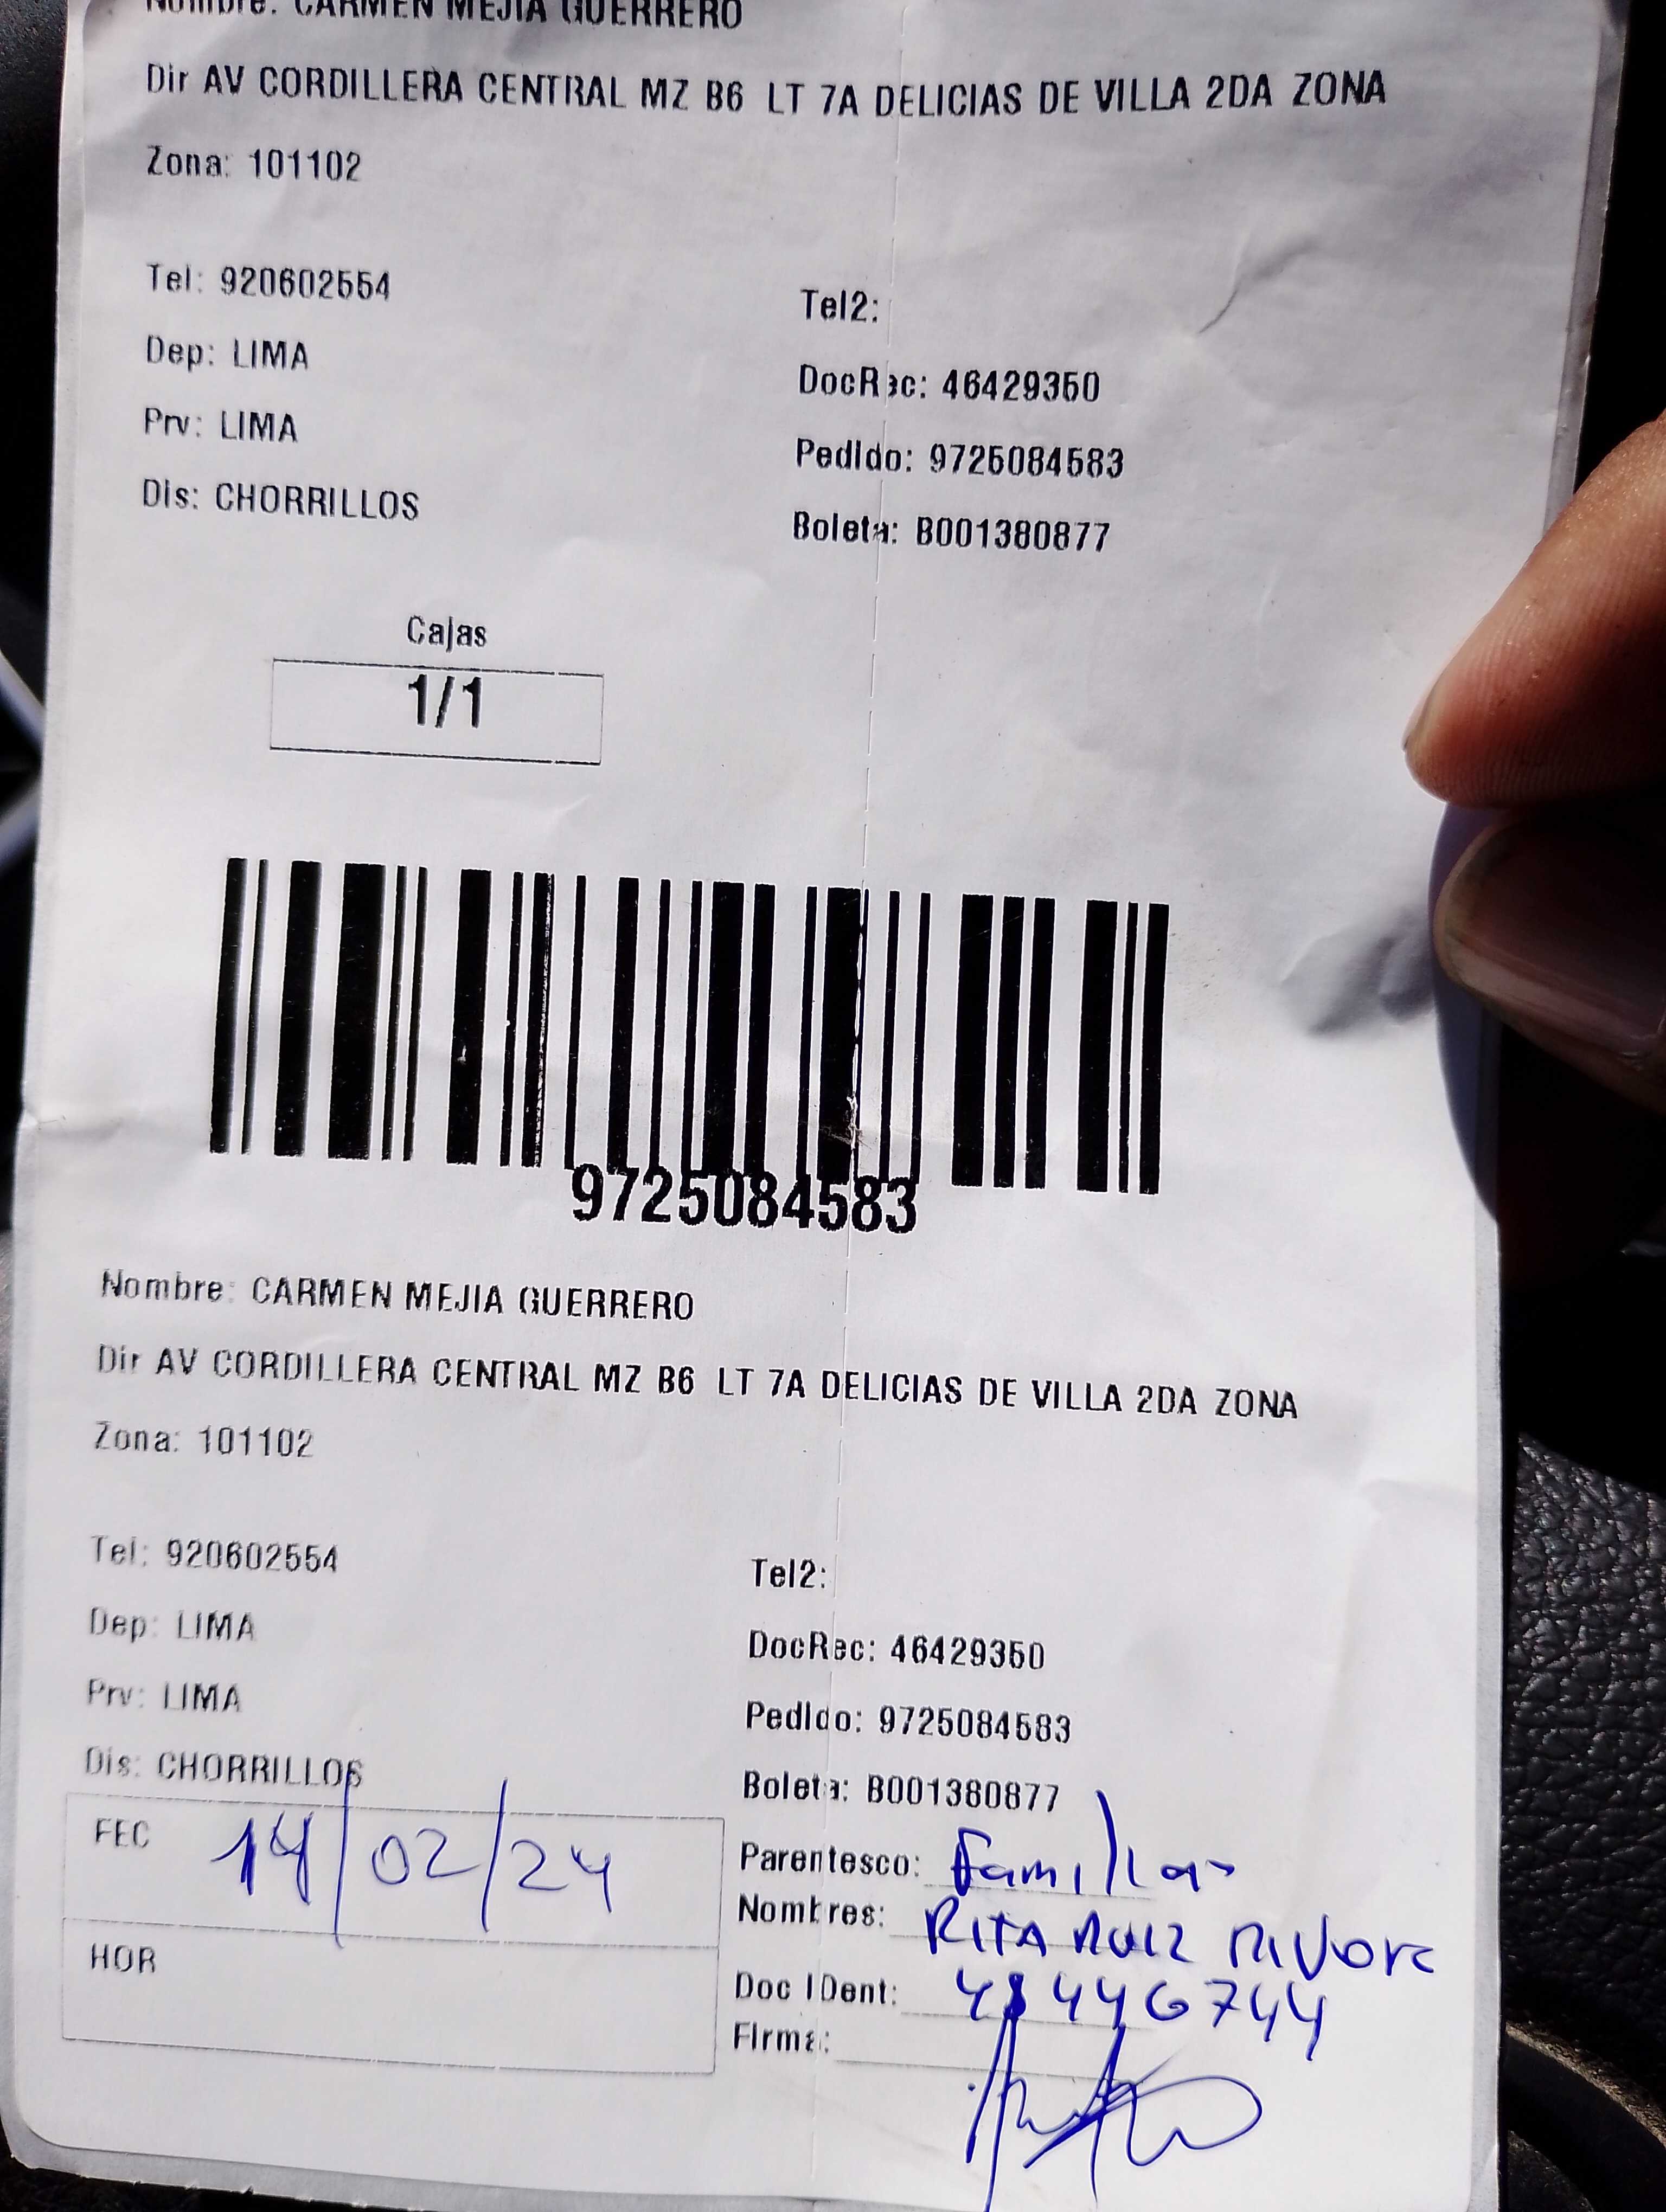 Nombre: CARMEN MEJIA GUERRERO
Dir AV CORDILLERA CENTRAL MZ B6 LT 7A DELICIAS DE VILLA 2DA ZONA
Zona: 101102
Tel: 920602554
Tel2:
Dep: LIMA
DocRec: 46429350
Prv: LIMA
Pedido: 9725084583
Dis: CHORRILLOS
Boleta: B001380877
Cajas
1/1
9725084583
Nombre: CARMEN MEJIA GUERRERO
Dir AV CORDILLERA CENTRAL MZ B6 LT 7A DELICIAS DE VILLA 2DA ZONA
Zona: 101102
Tel: 920602554
Tel2:
Dep: LIMA
DocRec: 46429350
Prv: LIMA
Pedido: 9725084583
Dis: CHORRILLOS
Boleta: B001380877
FEC 14/02/24
Parentesco: Familiar
Nombres: RITA RUIZ
HOR
Doc IDent:
Firma: